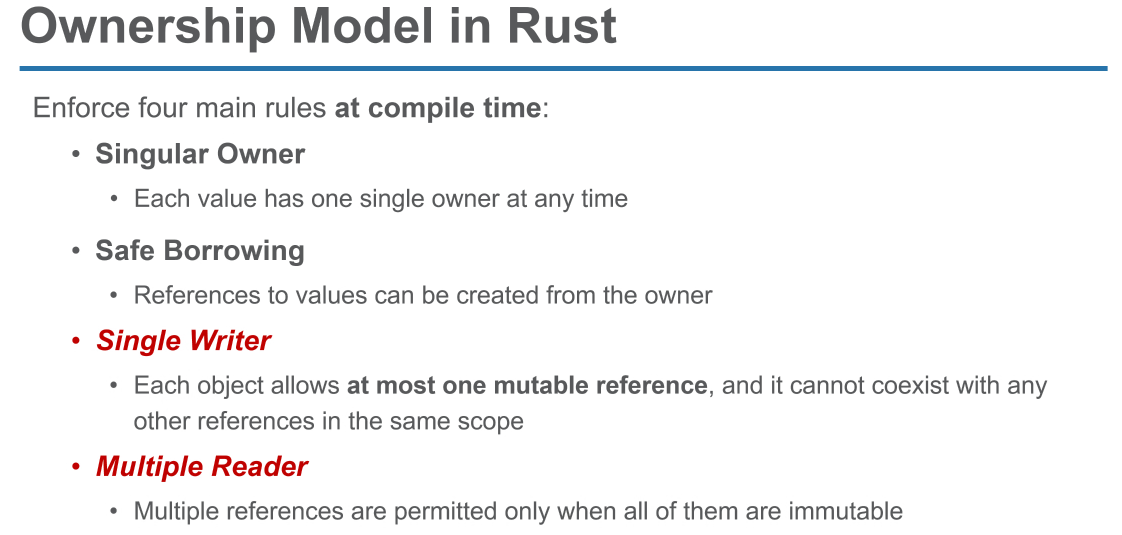 Ownership Model in Rust
Enforce four main rules at compile time:
• Singular Owner
• Each value has one single owner at any time
• Safe Borrowing
• References to values can be created from the owner
• Single Writer
• Each object allows at most one mutable reference, and it cannot coexist with any
other references in the same scope
• Multiple Reader
• Multiple references are permitted only when all of them are immutable